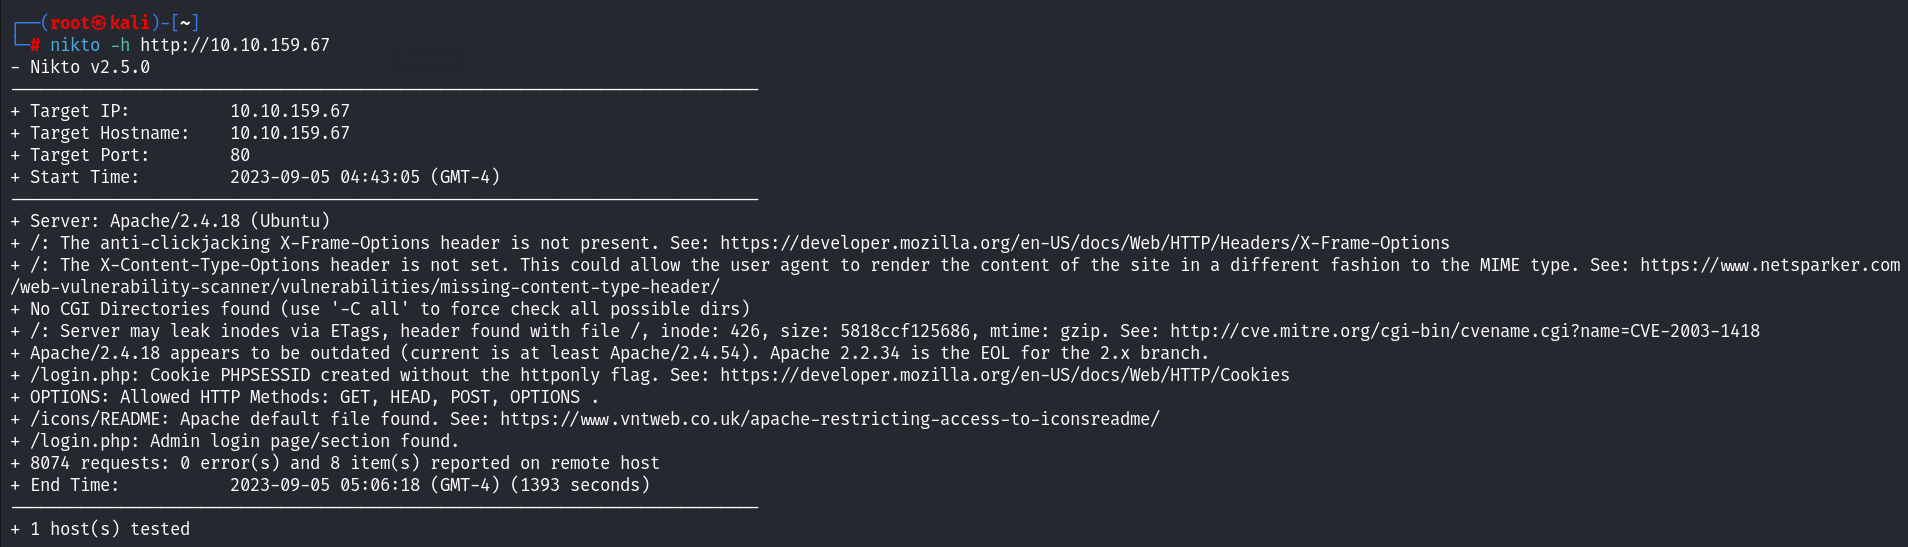 ┌──(root㉿kali)-[~]
└─# nikto -h http://10.10.159.67
- Nikto v2.5.0
---------------------------------------------------------------------------
+ Target IP:          10.10.159.67
+ Target Hostname:    10.10.159.67
+ Target Port:        80
+ Start Time:         2023-09-05 04:43:05 (GMT-4)
---------------------------------------------------------------------------
+ Server: Apache/2.4.18 (Ubuntu)
+ /: The anti-clickjacking X-Frame-Options header is not present. See: https://developer.mozilla.org/en-US/docs/Web/HTTP/Headers/X-Frame-Options
+ /: The X-Content-Type-Options header is not set. This could allow the user agent to render the content of the site in a different fashion to the MIME type. See: https://www.netsparker.com
/web-vulnerability-scanner/vulnerabilities/missing-content-type-header/
+ No CGI Directories found (use '-C all' to force check all possible dirs)
+ /: Server may leak inodes via ETags, header found with file /, inode: 426, size: 5818ccf125686, mtime: gzip. See: http://cve.mitre.org/cgi-bin/cvename.cgi?name=CVE-2003-1418
+ Apache/2.4.18 appears to be outdated (current is at least Apache/2.4.54). Apache 2.2.34 is the EOL for the 2.x branch.
+ /login.php: Cookie PHPSESSID created without the httponly flag. See: https://developer.mozilla.org/en-US/docs/Web/HTTP/Cookies
+ OPTIONS: Allowed HTTP Methods: GET, HEAD, POST, OPTIONS .
+ /icons/README: Apache default file found. See: https://www.vntweb.co.uk/apache-restricting-access-to-iconsreadme/
+ /login.php: Admin login page/section found.
+ 8074 requests: 0 error(s) and 8 item(s) reported on remote host
+ End Time:           2023-09-05 05:06:18 (GMT-4) (1393 seconds)
---------------------------------------------------------------------------
+ 1 host(s) tested